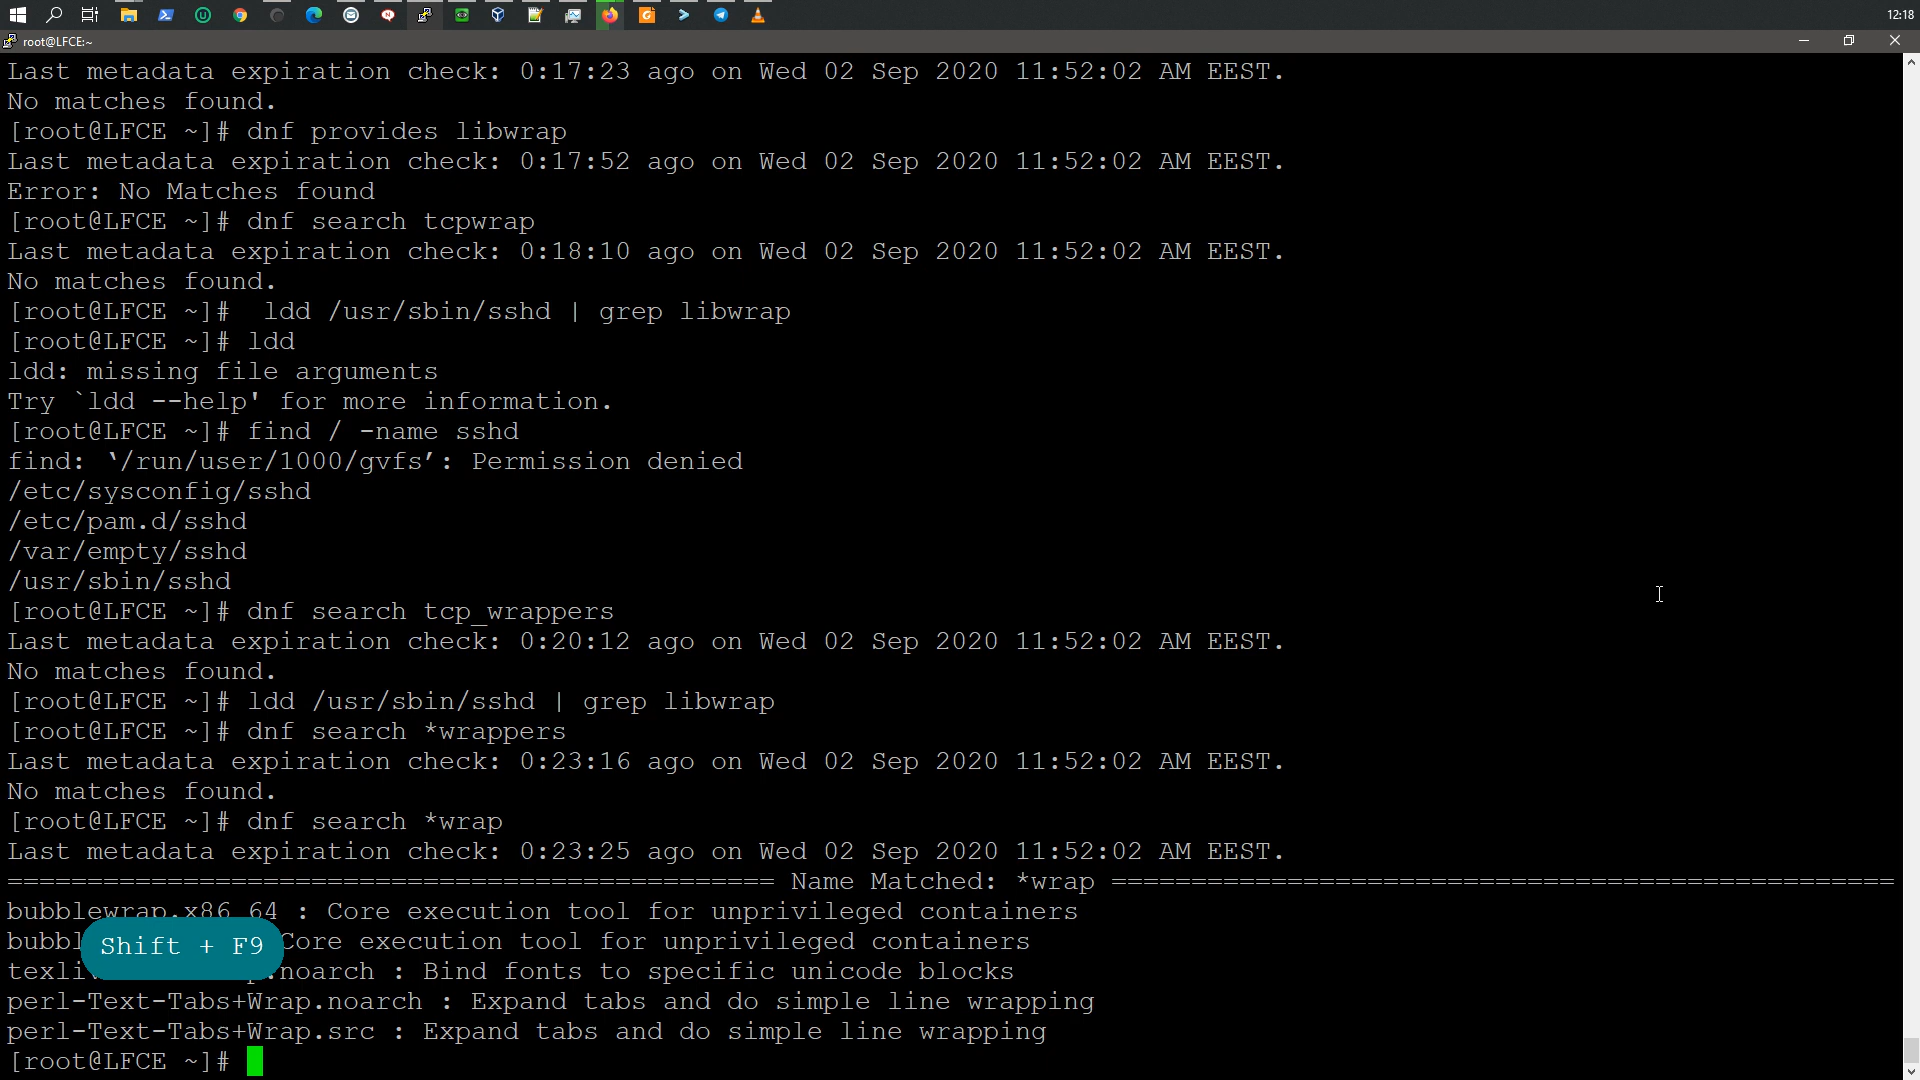 12:18
root@LFCE:~
Last metadata expiration check: 0:17:23 ago on Wed 02 Sep 2020 11:52:02 AM EEST.
No matches found.
[root@LFCE ~]# dnf provides libwrap
Last metadata expiration check: 0:17:52 ago on Wed 02 Sep 2020 11:52:02 AM EEST.
Error: No Matches found
[root@LFCE ~]# dnf search tcpwrap
Last metadata expiration check: 0:18:10 ago on Wed 02 Sep 2020 11:52:02 AM EEST.
No matches found.
[root@LFCE ~]#  ldd /usr/sbin/sshd | grep libwrap
[root@LFCE ~]# ldd
ldd: missing file arguments
Try `ldd --help' for more information.
[root@LFCE ~]# find / -name sshd
find: ‘/run/user/1000/gvfs’: Permission denied
/etc/sysconfig/sshd
/etc/pam.d/sshd
/var/empty/sshd
/usr/sbin/sshd
[root@LFCE ~]# dnf search tcp_wrappers
Last metadata expiration check: 0:20:12 ago on Wed 02 Sep 2020 11:52:02 AM EEST.
No matches found.
[root@LFCE ~]# ldd /usr/sbin/sshd | grep libwrap
[root@LFCE ~]# dnf search *wrappers
Last metadata expiration check: 0:23:16 ago on Wed 02 Sep 2020 11:52:02 AM EEST.
No matches found.
[root@LFCE ~]# dnf search *wrap
Last metadata expiration check: 0:23:25 ago on Wed 02 Sep 2020 11:52:02 AM EEST.
================================================ Name Matched: *wrap =================================================
bubblewrap.x86_64 : Core execution tool for unprivileged containers
Core execution tool for unprivileged containers
.noarch : Bind fonts to specific unicode blocks
perl-Text-Tabs+Wrap.noarch : Expand tabs and do simple line wrapping
perl-Text-Tabs+Wrap.src : Expand tabs and do simple line wrapping
[root@LFCE ~]#
Shift + F9